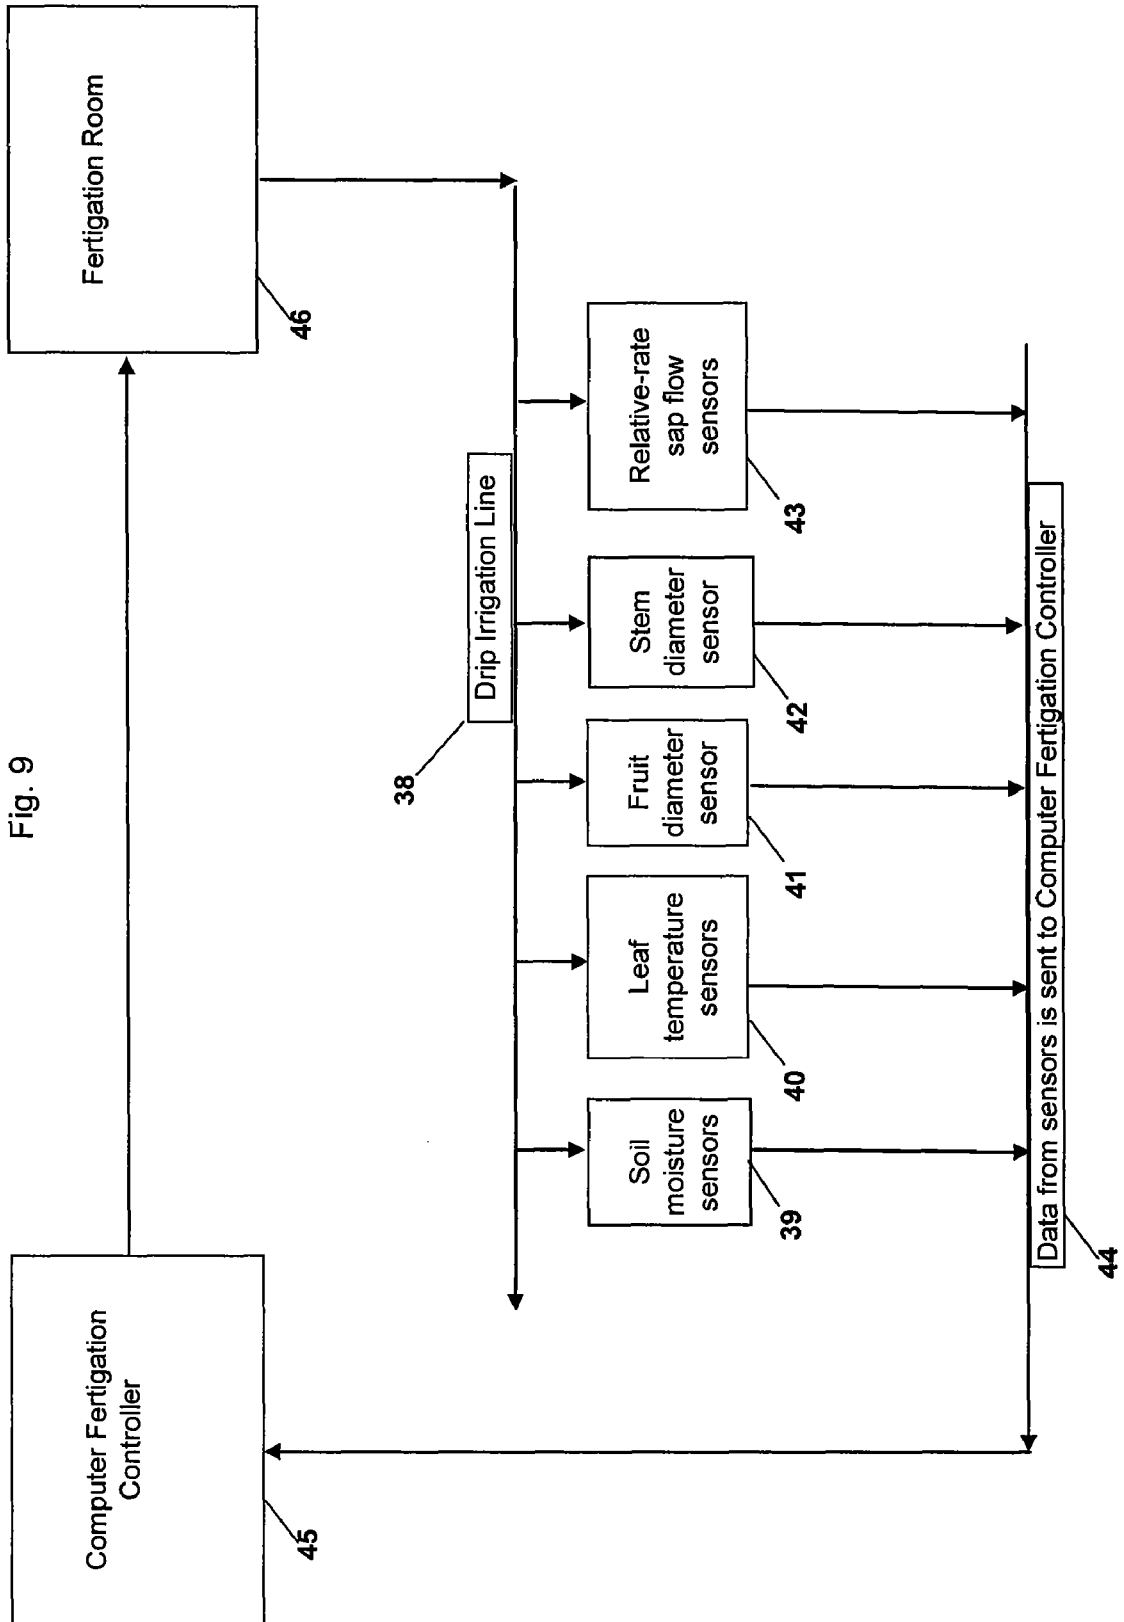 Fig. 9
Computer Fertigation
Controller
45
Fertigation Room
46
38
Drip Irrigation Line
Soil
moisture
sensors
39
Leaf
temperature
sensors
40
Fruit
diameter
sensor
41
Stem
diameter
sensor
42
Relative-rate
sap flow
sensors
43
Data from sensors is sent to Computer Fertigation Controller
44